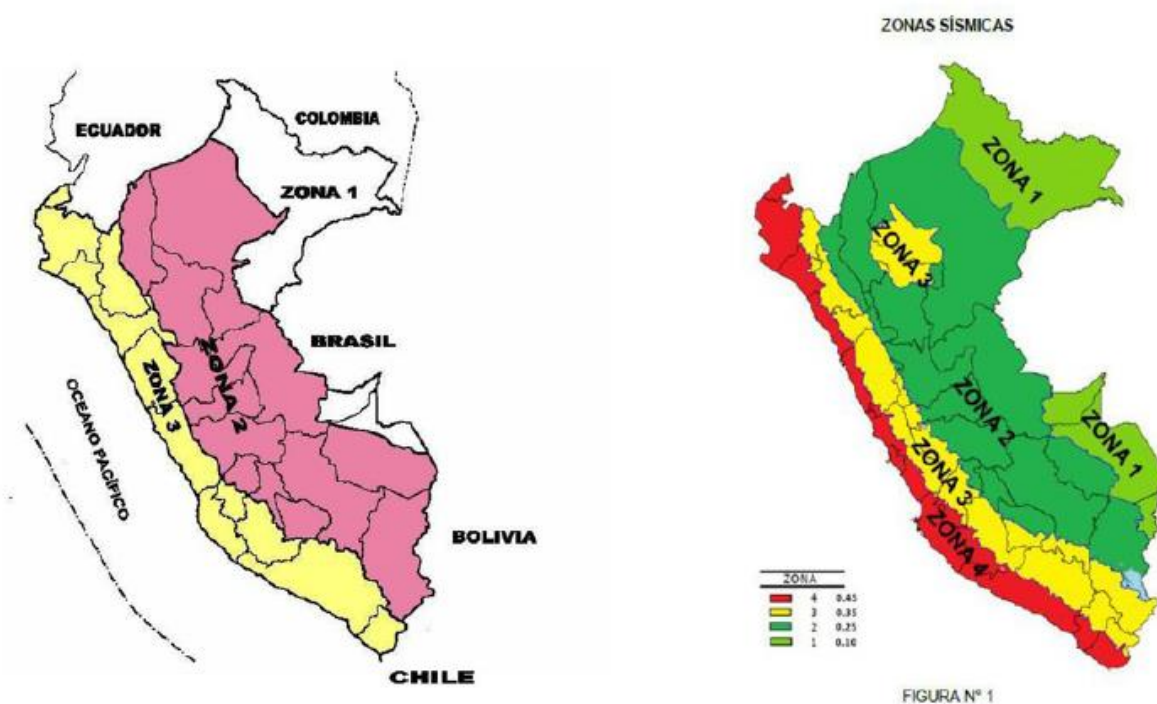 ECUADOR
COLOMBIA
ZONA 1
BRASIL
ZONA 2
ZONA 3
OCEANO PACÍFICO
BOLIVIA
CHILE
ZONAS SÍSMICAS
ZONA 1
ZONA 3
ZONA 2
ZONA 1
ZONA 3
ZONA 4
ZONA
4 0.45
3 0.35
2 0.25
1 0.10
FIGURA Nº 1